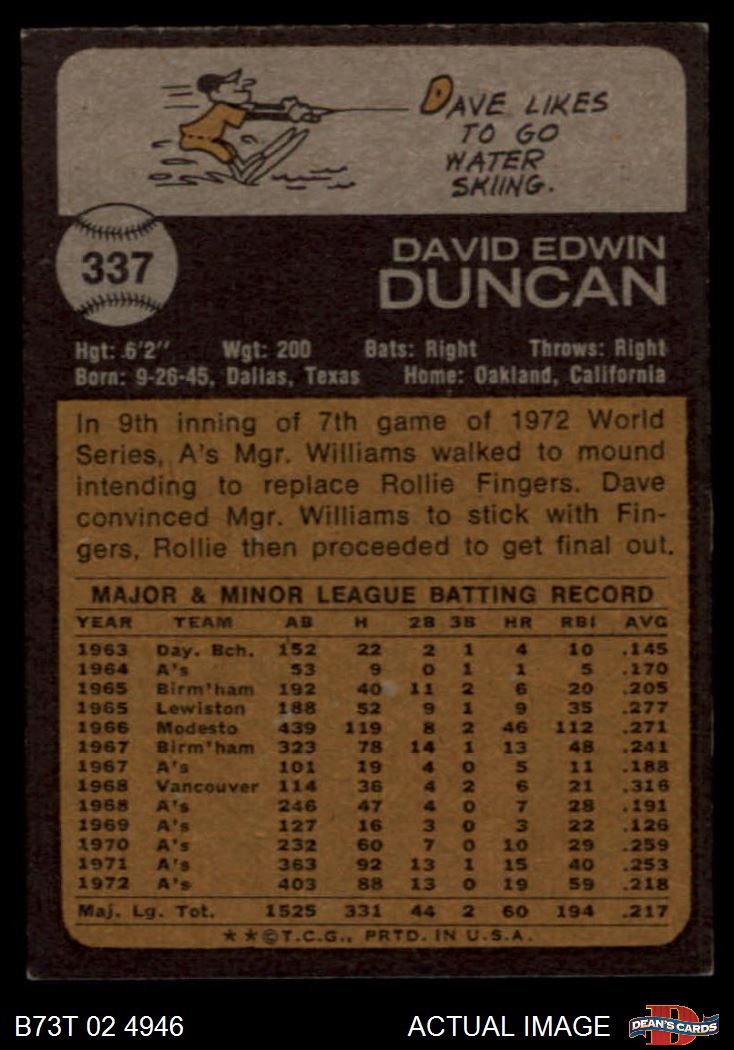 DAVE LIKES
TO GO
WATER
SKIING.
337
DAVID EDWIN
DUNCAN
Hgt: 6'2" Wgt: 200 Bats: Right Throws: Right
Born: 9-26-45, Dallas, Texas Home: Oakland, California
In 9th inning of 7th game of 1972 World
Series, A's Mgr. Williams walked to mound
intending to replace Rollie Fingers. Dave
convinced Mgr. Williams to stick with Fin-
gers, Rollie then proceeded to get final out.
MAJOR & MINOR LEAGUE BATTING RECORD
YEAR TEAM AB H 2B 3B HR RBI AVG
1963 Day. Bch. 152 22 2 1 4 10 .145
1964 A's 53 9 0 1 1 5 .170
1965 Birm'ham 192 40 11 2 6 20 .205
1965 Lewiston 188 52 9 1 9 35 .277
1966 Modesto 439 119 8 2 46 112 .271
1967 Birm'ham 323 78 14 1 13 48 .241
1967 A's 101 19 4 0 5 11 .188
1968 Vancouver 114 36 4 2 6 21 .316
1968 A's 246 47 4 0 7 28 .191
1969 A's 127 16 3 0 3 22 .126
1970 A's 232 60 7 0 10 29 .259
1971 A's 363 92 13 1 15 40 .253
1972 A's 403 88 13 0 19 59 .218
Maj. Lg. Tot. 1525 331 44 2 60 194 .217
★ ★ © T.C.G., PRTD. IN U.S.A.
B73T 02 4946 ACTUAL IMAGE D DEAN'S CARDS